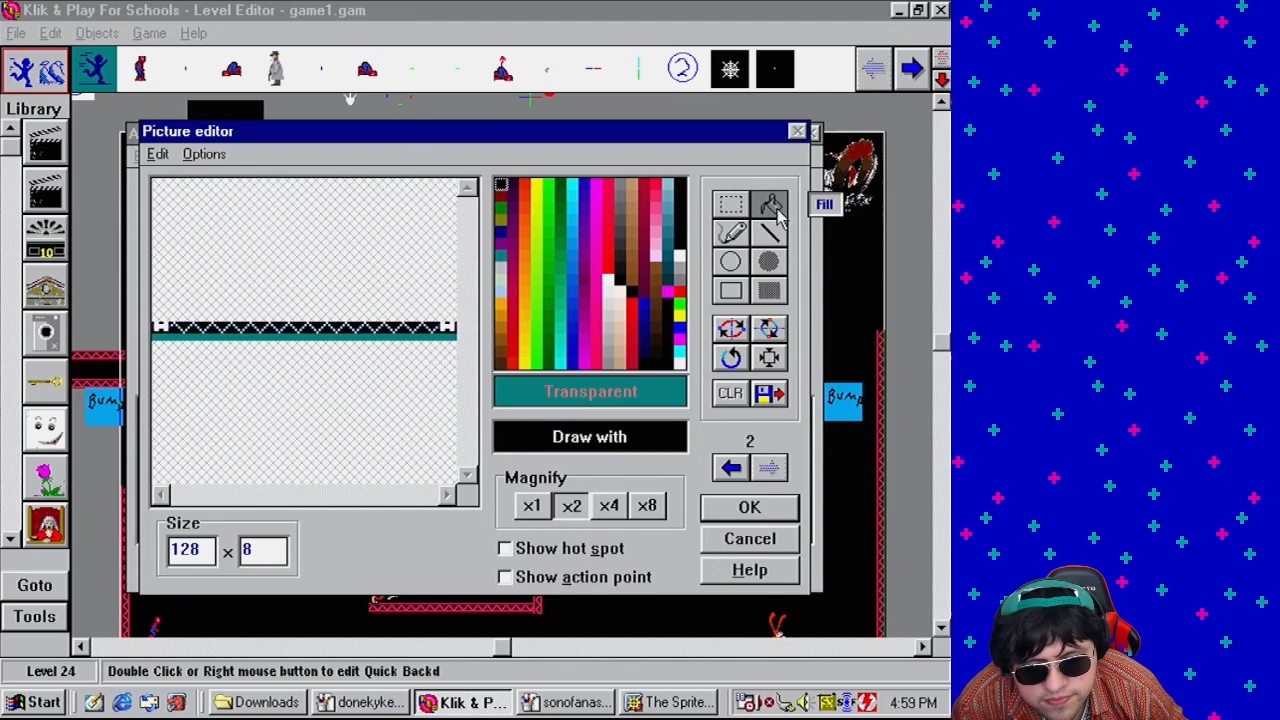 Klik & Play For Schools - Level Editor - game1.gam
File Edit Objects Game Help
Library
10
Goto
Tools
Picture editor
Edit Options
Fill
Transparent
Draw with
CLR
2
Magnify
x1 x2 x4 x8
OK
Cancel
Help
Size
128 × 8
Show hot spot
Show action point
Bump
Bump
Level 24
Double Click or Right mouse button to edit Quick Backd
Start
Downloads
donekyke...
Klik & P...
sonofanas...
The Sprite...
4:59 PM